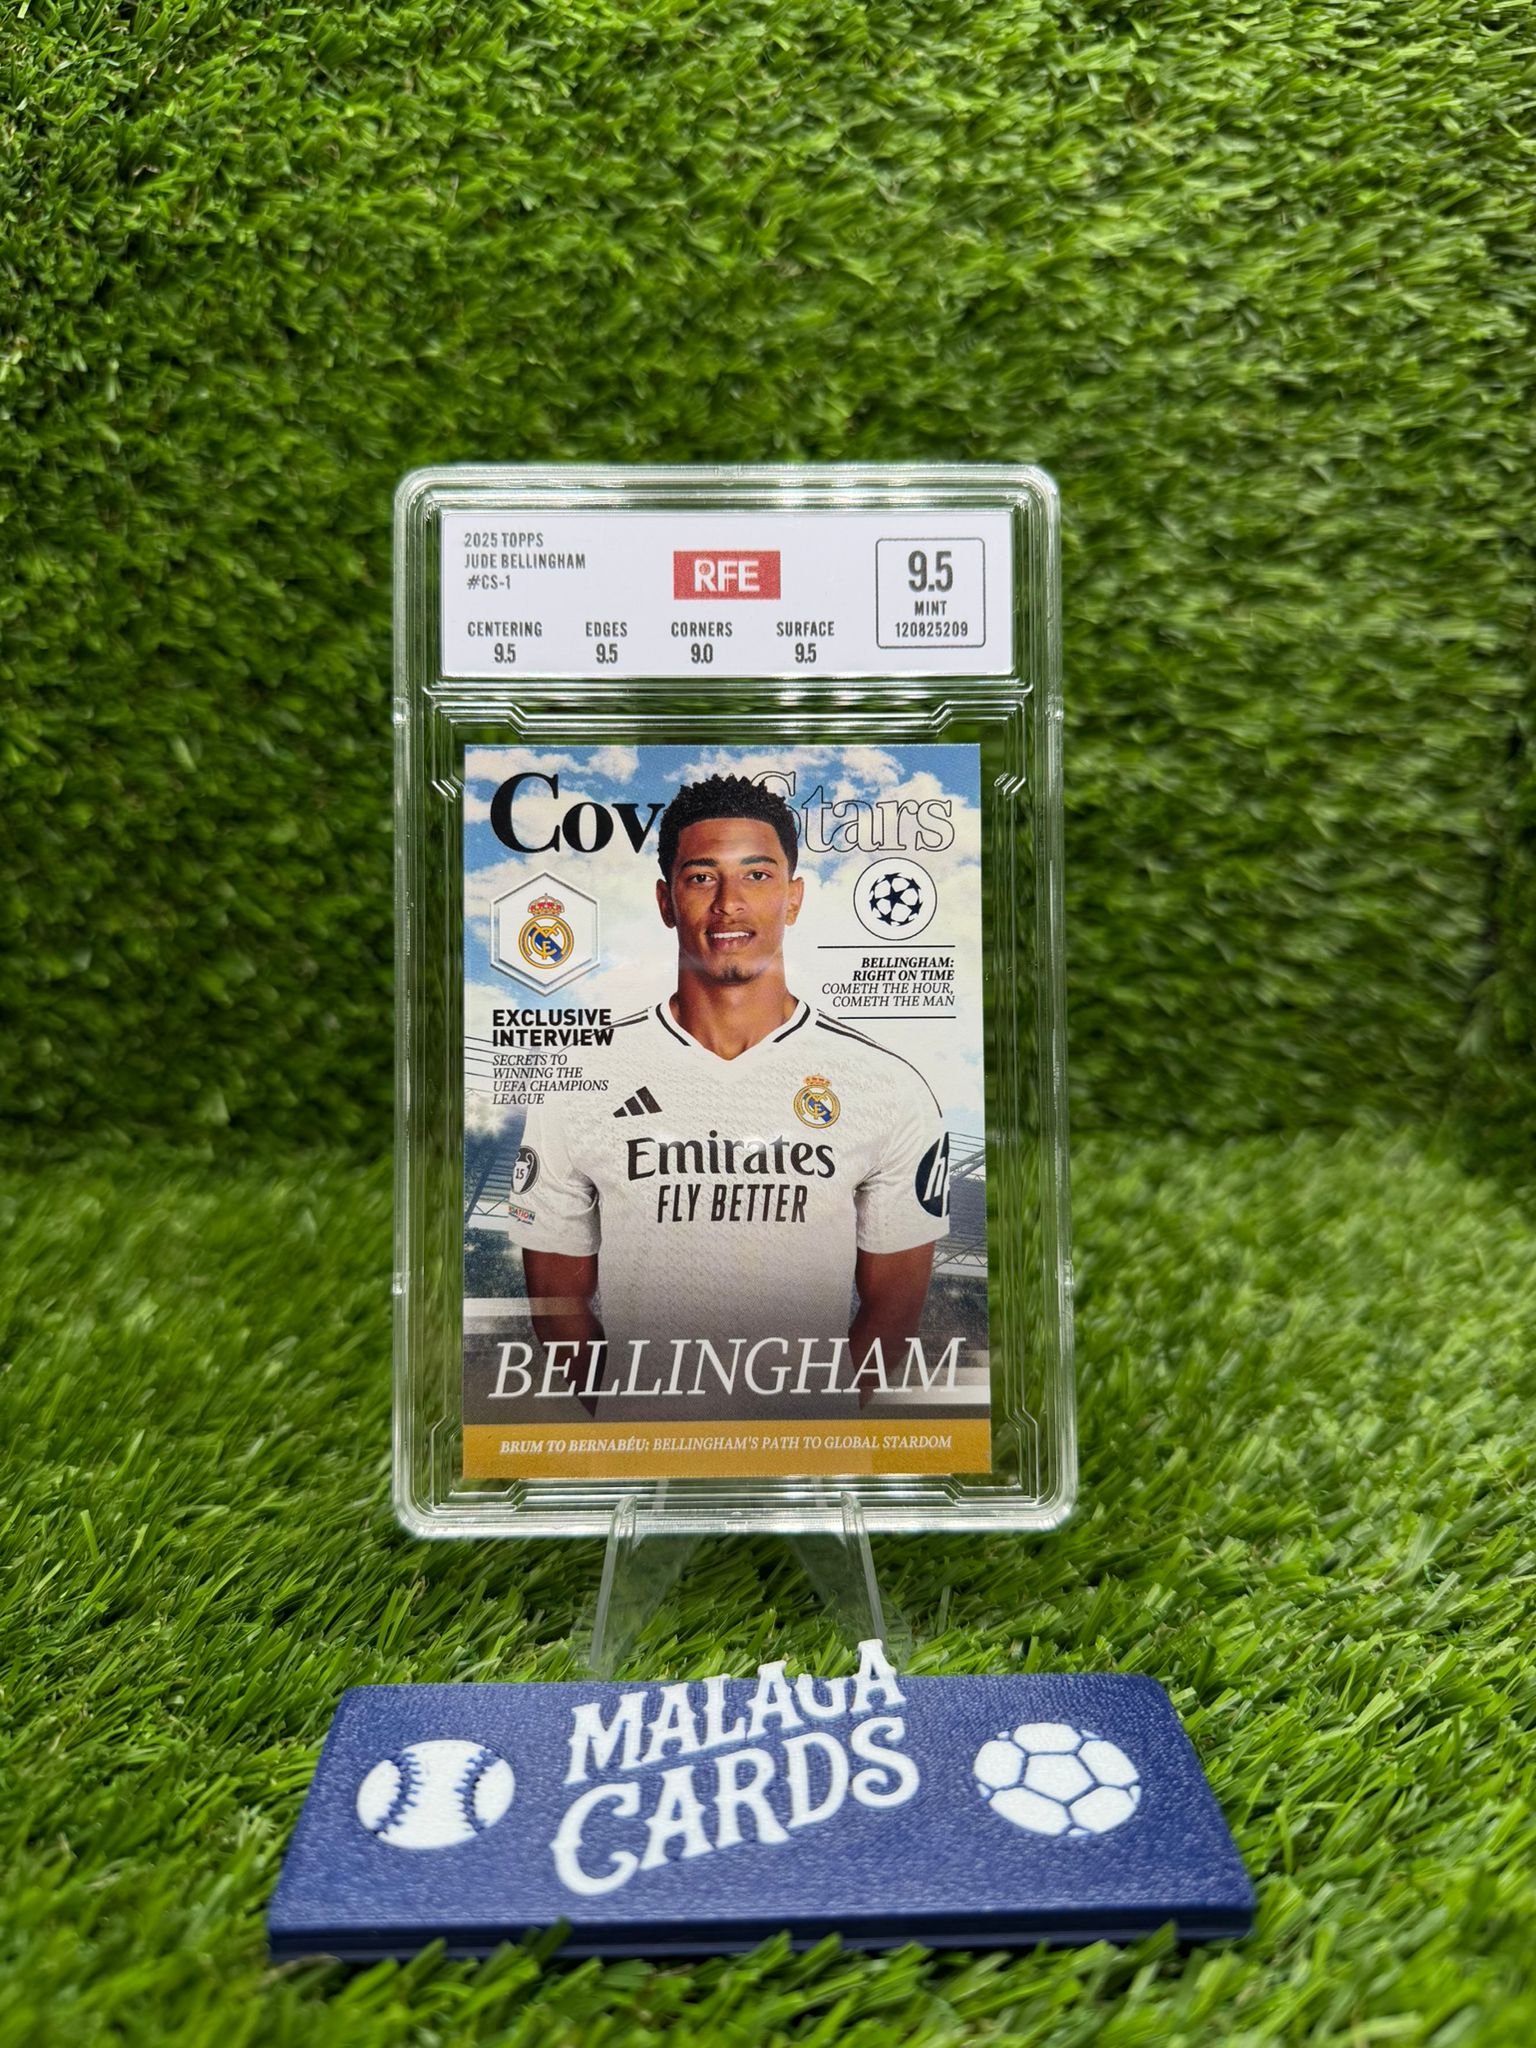 2025 TOPPS
JUDE BELLINGHAM
#CS-1
RFE
9.5
MINT
120825209
CENTERING EDGES CORNERS SURFACE
9.5 9.5 9.0 9.5
Cov Stars
EXCLUSIVE
INTERVIEW
SECRETS TO
WINNING THE
UEFA CHAMPIONS
LEAGUE
BELLINGHAM:
RIGHT ON TIME
COMETH THE HOUR,
COMETH THE MAN
15
Emirates
FLY BETTER
h
BELLINGHAM
BRUM TO BERNABÉU: BELLINGHAM'S PATH TO GLOBAL STARDOM
MALAGA
CARDS